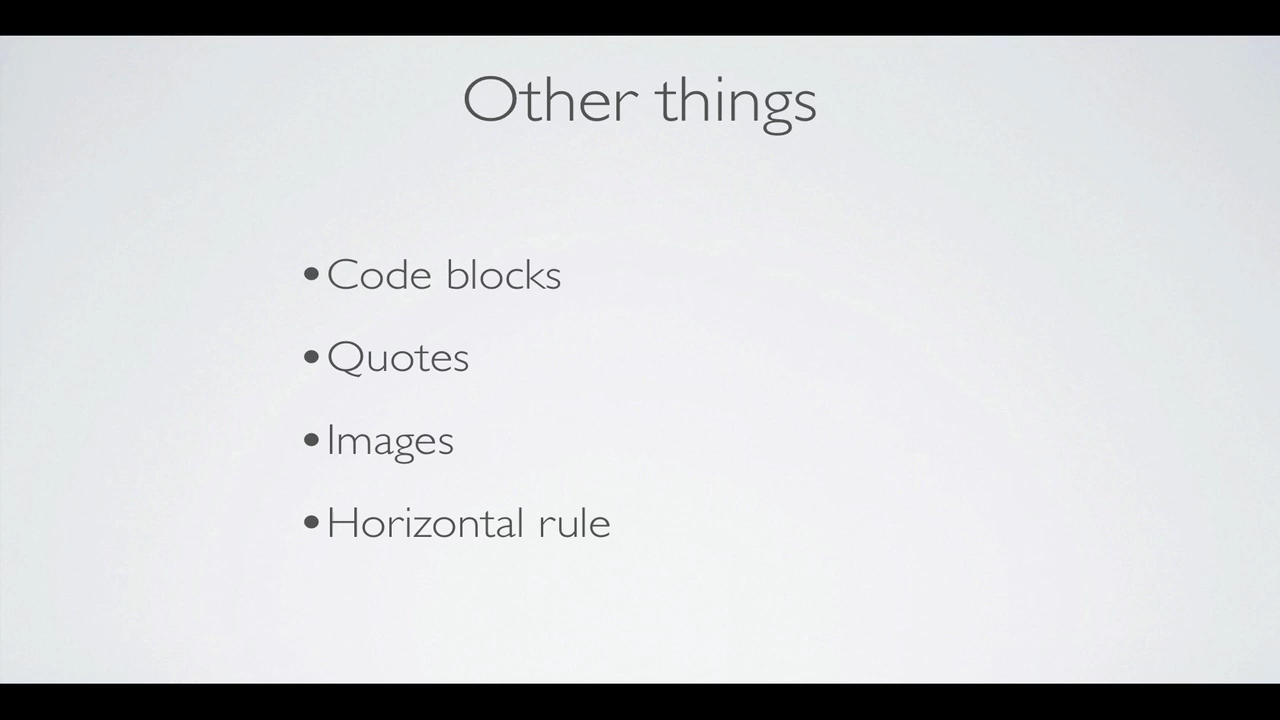 Other things
•Code blocks
•Quotes
•Images
•Horizontal rule